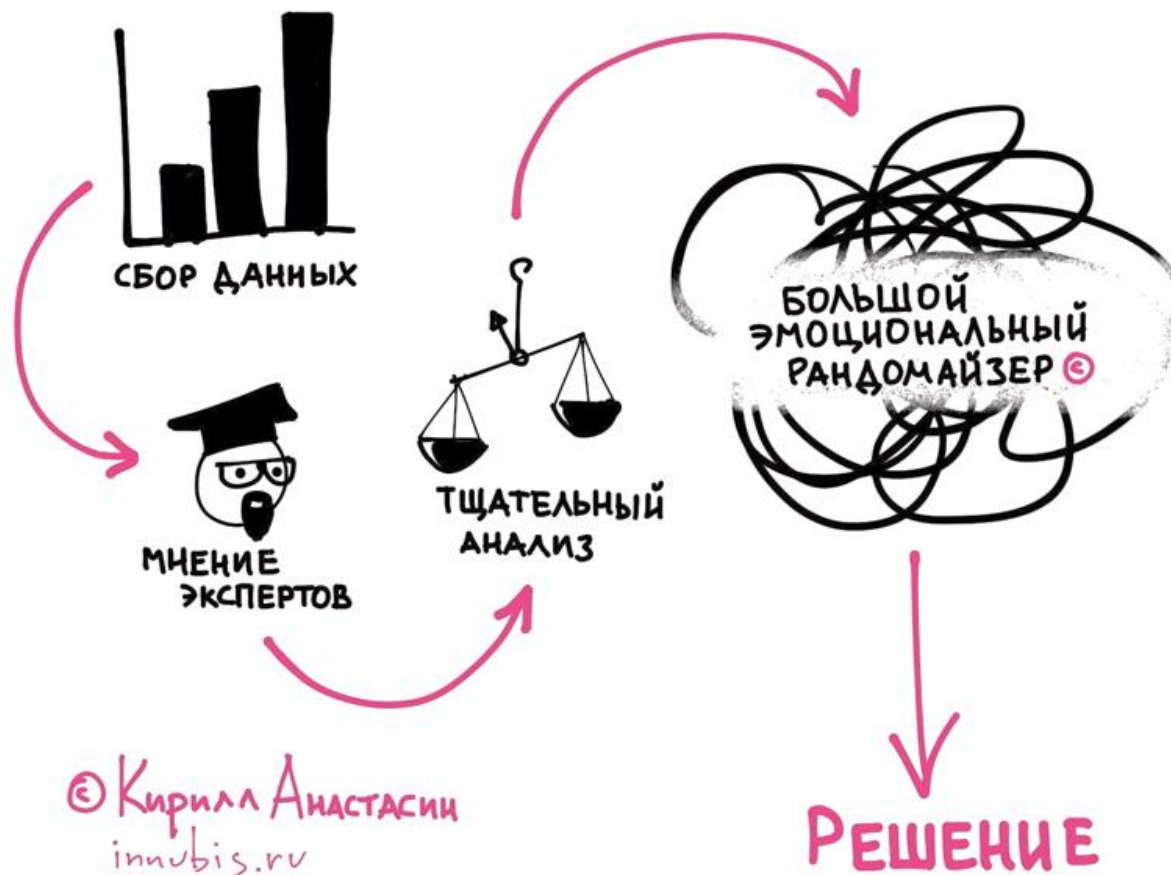 СБОР ДАННЫХ
МНЕНИЕ
ЭКСПЕРТОВ
ТЩАТЕЛЬНЫЙ
АНАЛИЗ
БОЛЬШОЙ
ЭМОЦИОНАЛЬНЫЙ
РАНДОМАЙЗЕР ©
РЕШЕНИЕ
© Кирилл Анастасин
innubis.ru